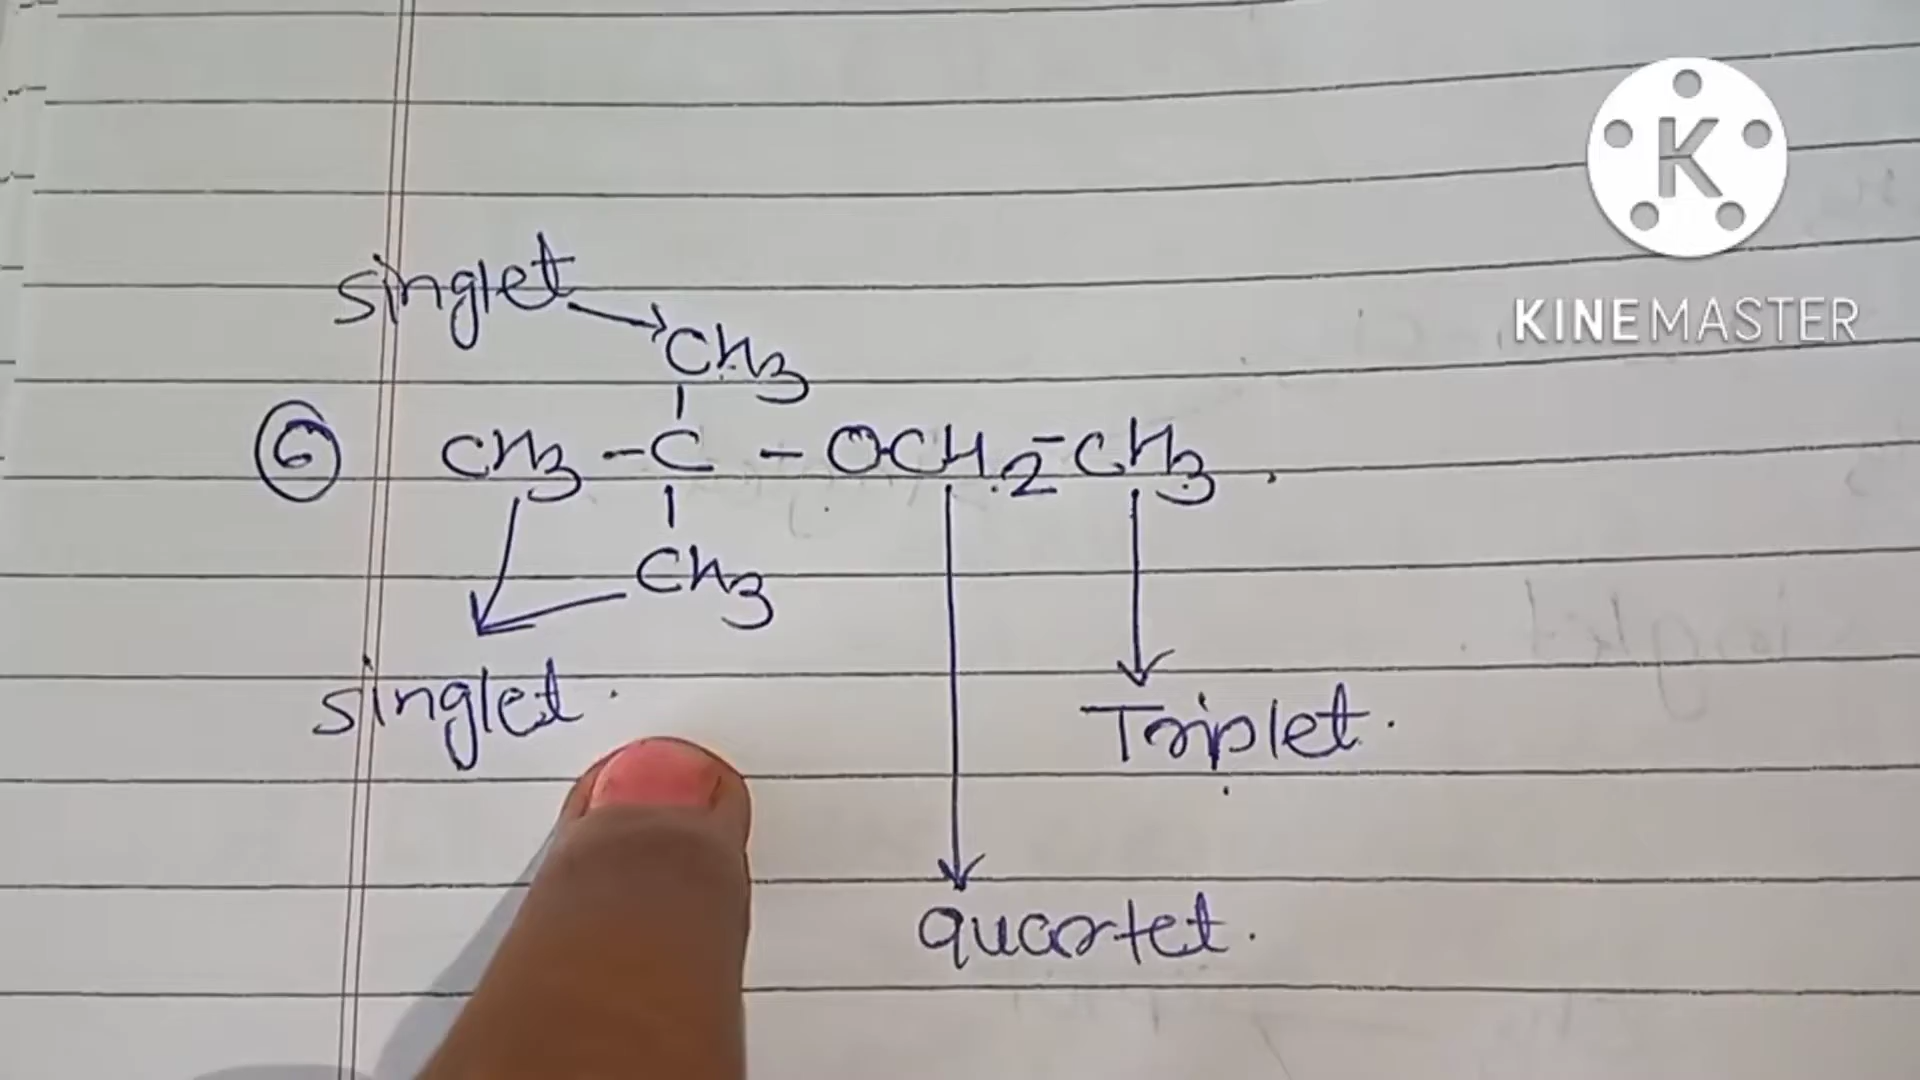 singlet
CH3
6 CH3 - C - OCH2 - CH3
CH3
singlet.
Triplet.
quartet.
K
KINEMASTER